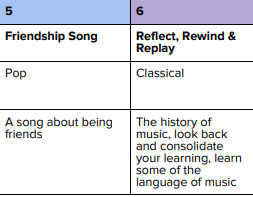 5
6
Friendship Song
Reflect, Rewind &
Replay
Pop
Classical
A song about being
friends
The history of
music, look back
and consolidate
your learning, learn
some of the
language of music